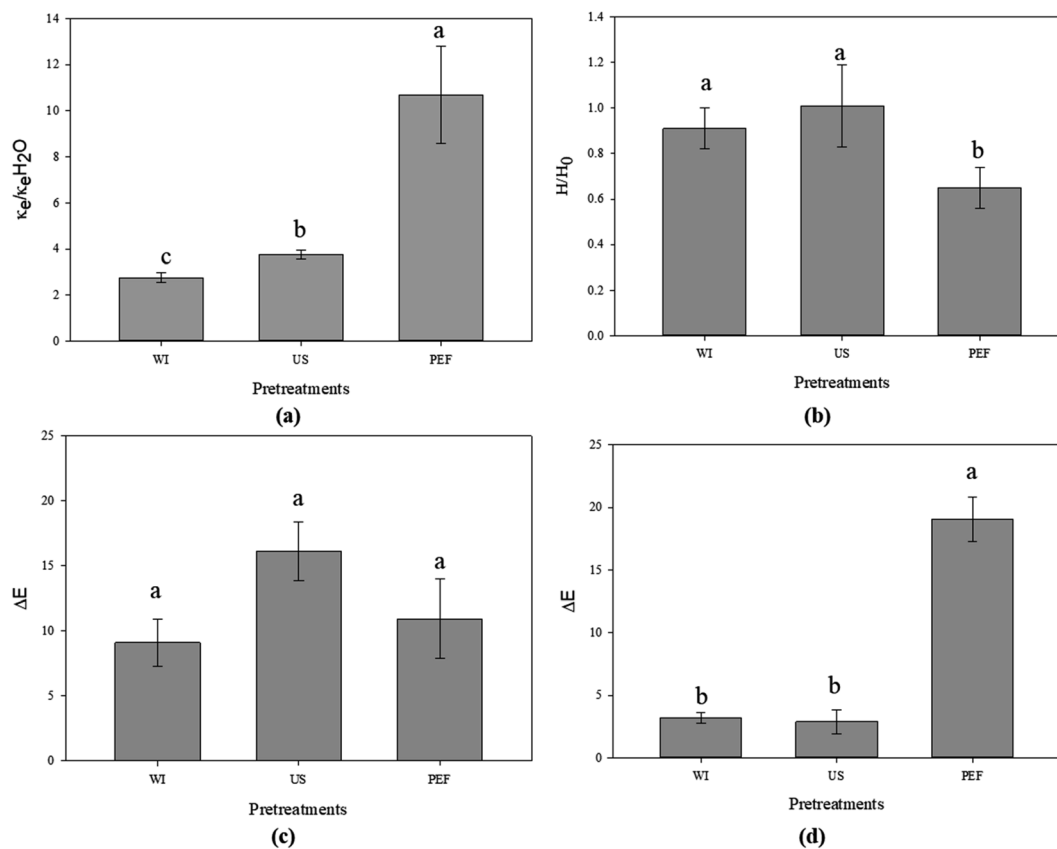 14
12
10
8
6
4
2
0
κe/κeH2O
c
b
a
WI
US
PEF
Pretreatments
(a)
1.4
1.2
1.0
0.8
0.6
0.4
0.2
0.0
H/H0
a
a
b
WI
US
PEF
Pretreatments
(b)
25
20
15
10
5
0
ΔE
a
a
a
WI
US
PEF
Pretreatments
(c)
25
20
15
10
5
0
ΔE
b
b
a
WI
US
PEF
Pretreatments
(d)